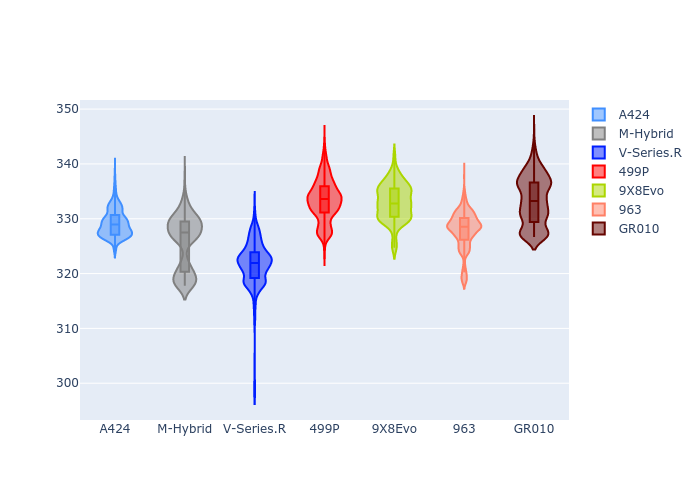 350
340
330
320
310
300
A424
M-Hybrid
V-Series.R
499P
9X8Evo
963
GR010
A424
M-Hybrid
V-Series.R
499P
9X8Evo
963
GR010